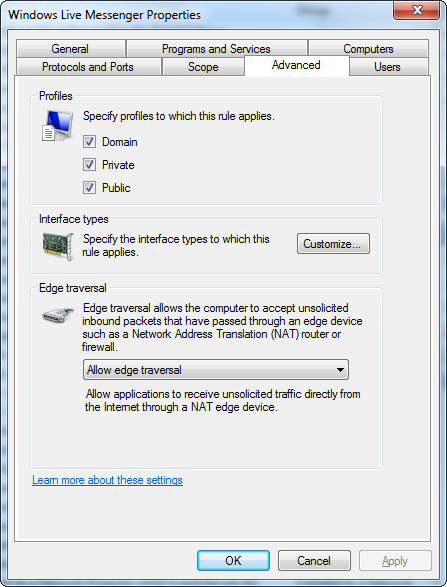 Windows Live Messenger Properties
General
Programs and Services
Computers
Protocols and Ports
Scope
Advanced
Users
Profiles
Specify profiles to which this rule applies.
Domain
Private
Public
Interface types
Specify the interface types to which this
rule applies.
Customize...
Edge traversal
Edge traversal allows the computer to accept unsolicited
inbound packets that have passed through an edge device
such as a Network Address Translation (NAT) router or
firewall.
Allow edge traversal
Allow applications to receive unsolicited traffic directly from
the Internet through a NAT edge device.
Learn more about these settings
OK
Cancel
Apply